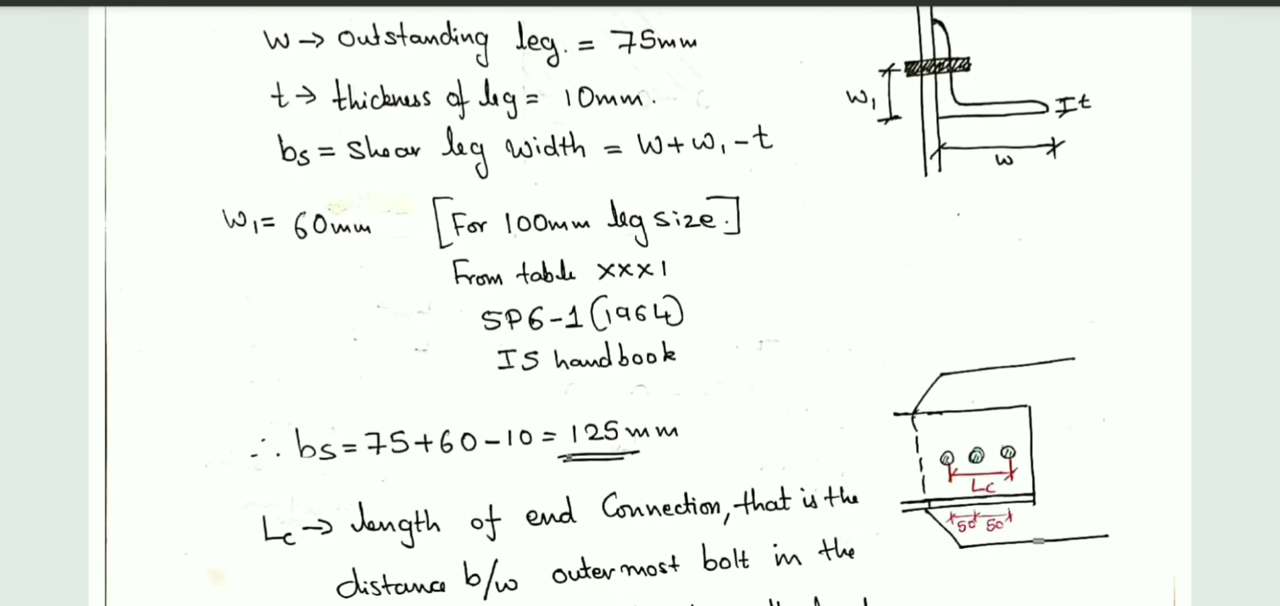 w → outstanding leg. = 75mm
t → thickness of leg = 10mm.
bs = Shear leg width = w+w₁-t
w₁ = 60mm [For 100mm leg size.]
From table XXXI
SP6-1(1964)
IS handbook
∴ bs = 75+60-10 = 125mm
Lc → length of end Connection, that is the
distance b/w outermost bolt in the
w₁
t
w
Lc
50 50